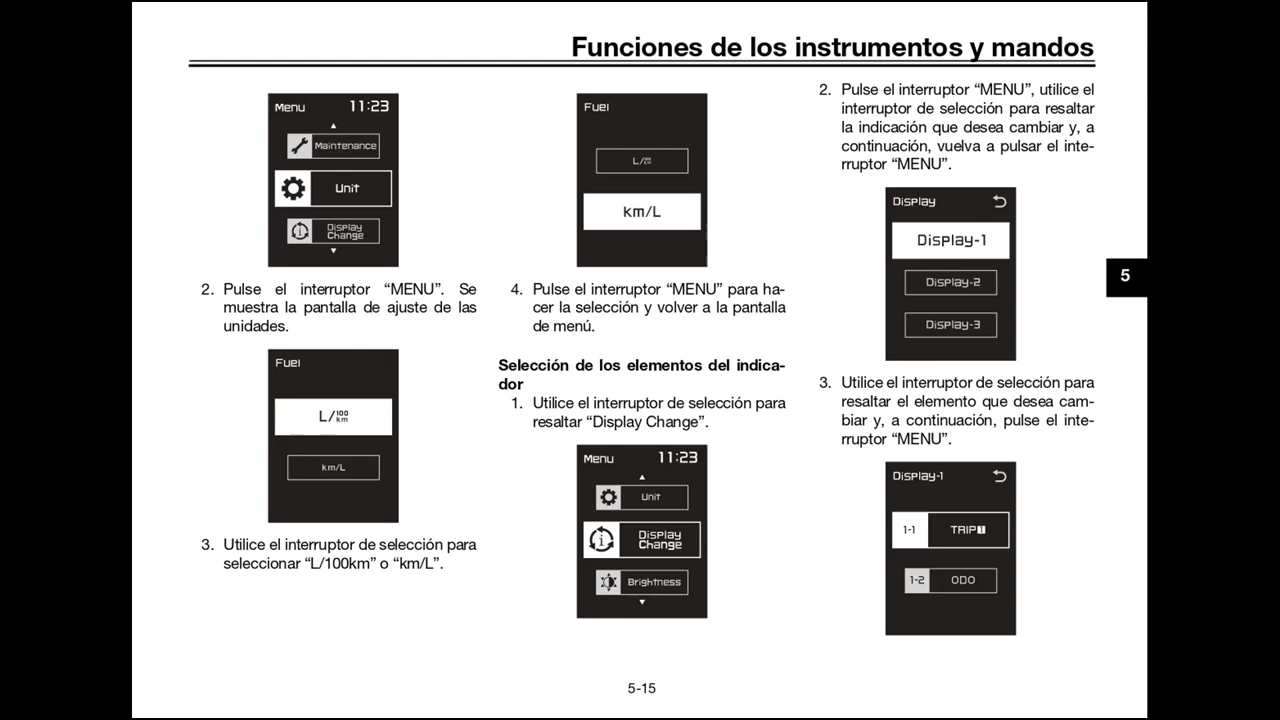 Funciones de los instrumentos y mandos
Menu 11:23
Maintenance
Unit
Display
Change
2. Pulse el interruptor “MENU”. Se
muestra la pantalla de ajuste de las
unidades.
Fuel
L/100
km
km/L
3. Utilice el interruptor de selección para
seleccionar “L/100km” o “km/L”.
Fuel
L/100
km
km/L
4. Pulse el interruptor “MENU” para ha-
cer la selección y volver a la pantalla
de menú.
Selección de los elementos del indica-
dor
1. Utilice el interruptor de selección para
resaltar “Display Change”.
Menu 11:23
Unit
Display
Change
Brightness
2. Pulse el interruptor “MENU”, utilice el
interruptor de selección para resaltar
la indicación que desea cambiar y, a
continuación, vuelva a pulsar el inte-
rruptor “MENU”.
Display
Display-1
Display-2
Display-3
3. Utilice el interruptor de selección para
resaltar el elemento que desea cam-
biar y, a continuación, pulse el inte-
rruptor “MENU”.
Display-1
1-1 TRIP1
1-2 ODO
5
5-15